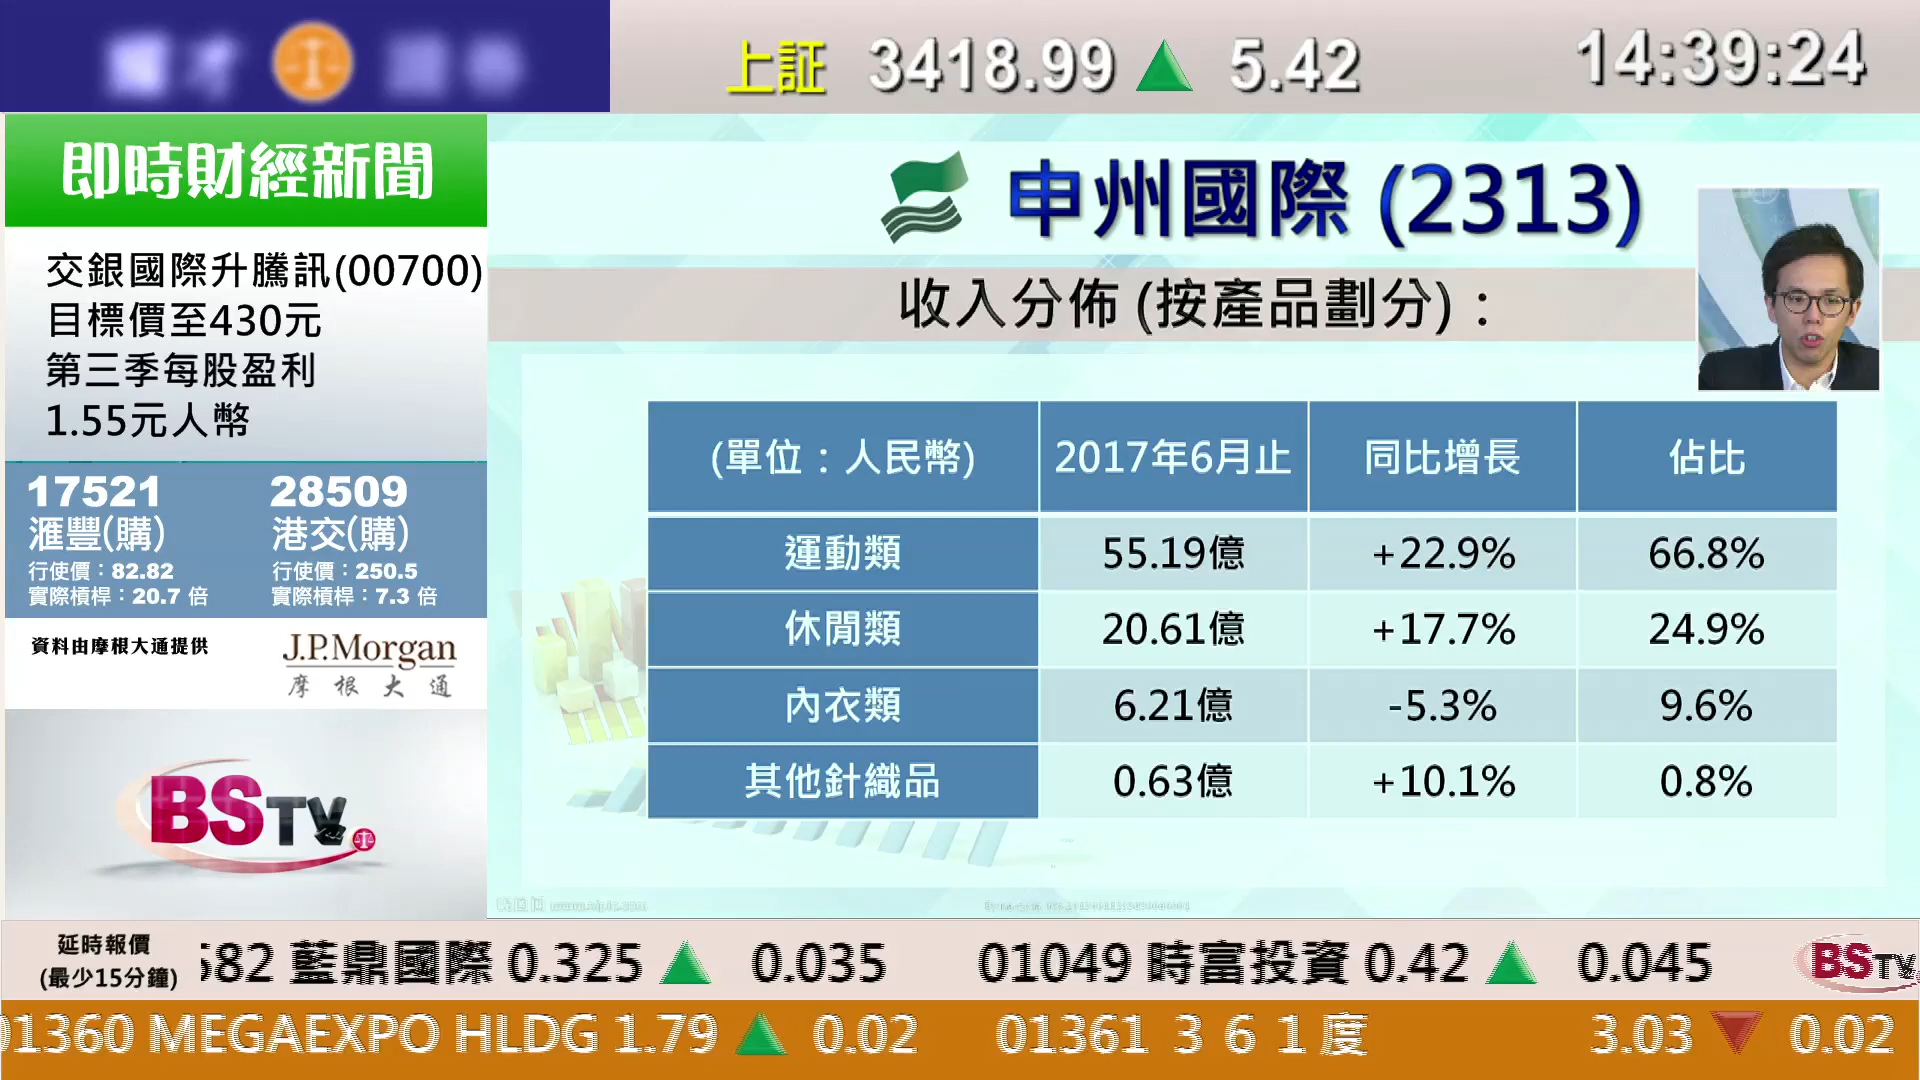 上証 3418.99 ▲ 5.42
14:39:24
即時財經新聞
交銀國際升騰訊(00700)
目標價至430元
第三季每股盈利
1.55元人幣
17521
滙豐(購)
行使價：82.82
實際槓桿：20.7 倍
28509
港交(購)
行使價：250.5
實際槓桿：7.3 倍
資料由摩根大通提供
J.P.Morgan
摩根大通
BSTV
申州國際 (2313)
收入分佈 (按產品劃分)：
(單位：人民幣) 2017年6月止 同比增長 佔比
運動類 55.19億 +22.9% 66.8%
休閒類 20.61億 +17.7% 24.9%
內衣類 6.21億 -5.3% 9.6%
其他針織品 0.63億 +10.1% 0.8%
延時報價
(最少15分鐘)
582 藍鼎國際 0.325 ▲ 0.035 01049 時富投資 0.42 ▲ 0.045
BSTV
01360 MEGAEXPO HLDG 1.79 ▲ 0.02 01361 3 6 1 度 3.03 ▼ 0.02